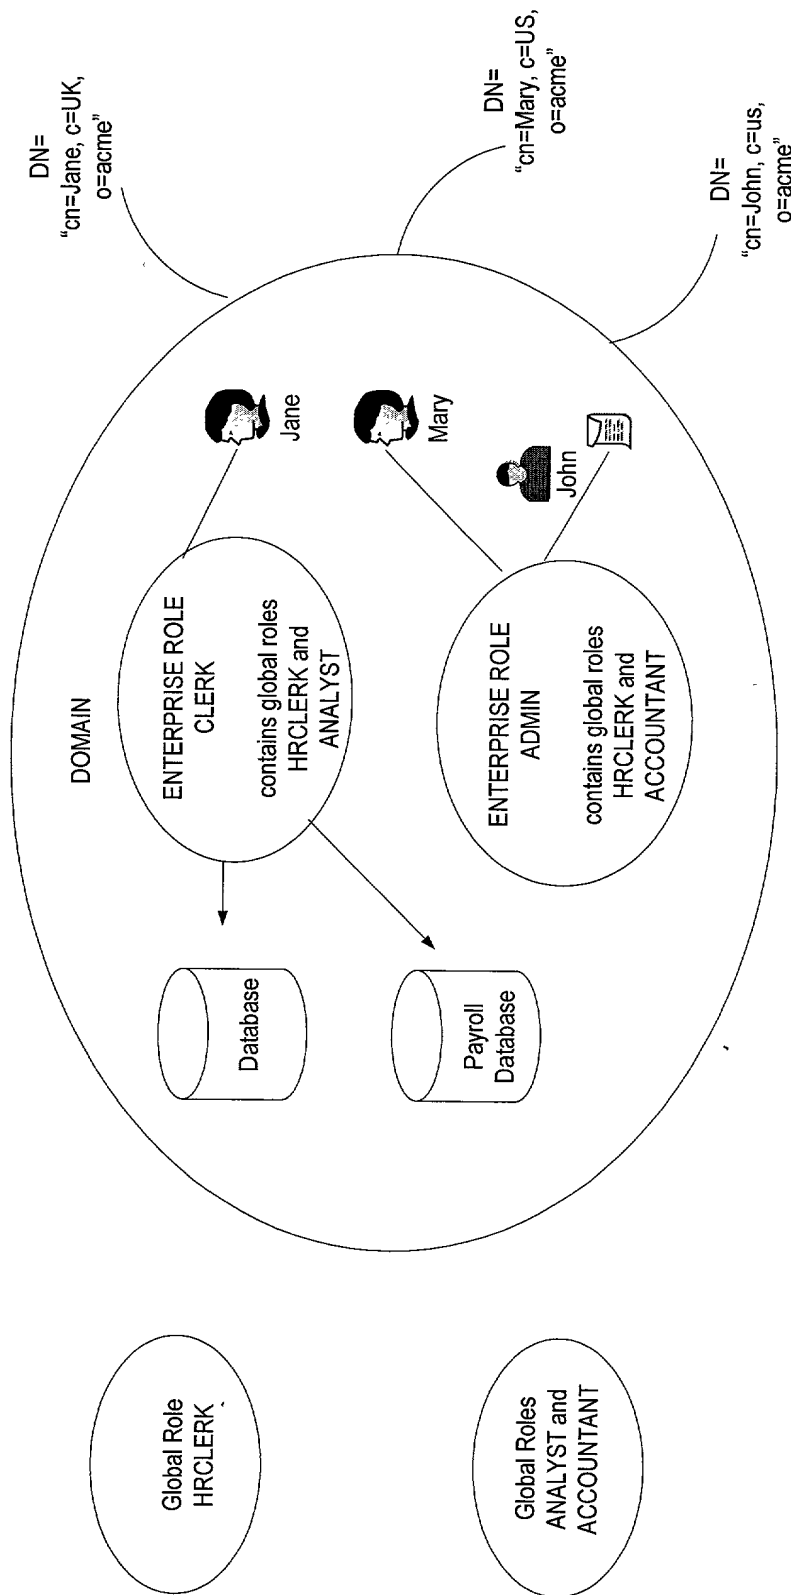 Global Role
HRCLERK
Global Roles
ANALYST and
ACCOUNTANT
DOMAIN
Database
Payroll
Database
ENTERPRISE ROLE
CLERK
contains global roles
HRCLERK and
ANALYST
ENTERPRISE ROLE
ADMIN
contains global roles
HRCLERK and
ACCOUNTANT
Jane
Mary
John
DN=
“cn=Jane, c=UK,
o=acme”
DN=
“cn=Mary, c=US,
o=acme”
DN=
“cn=John, c=us,
o=acme”